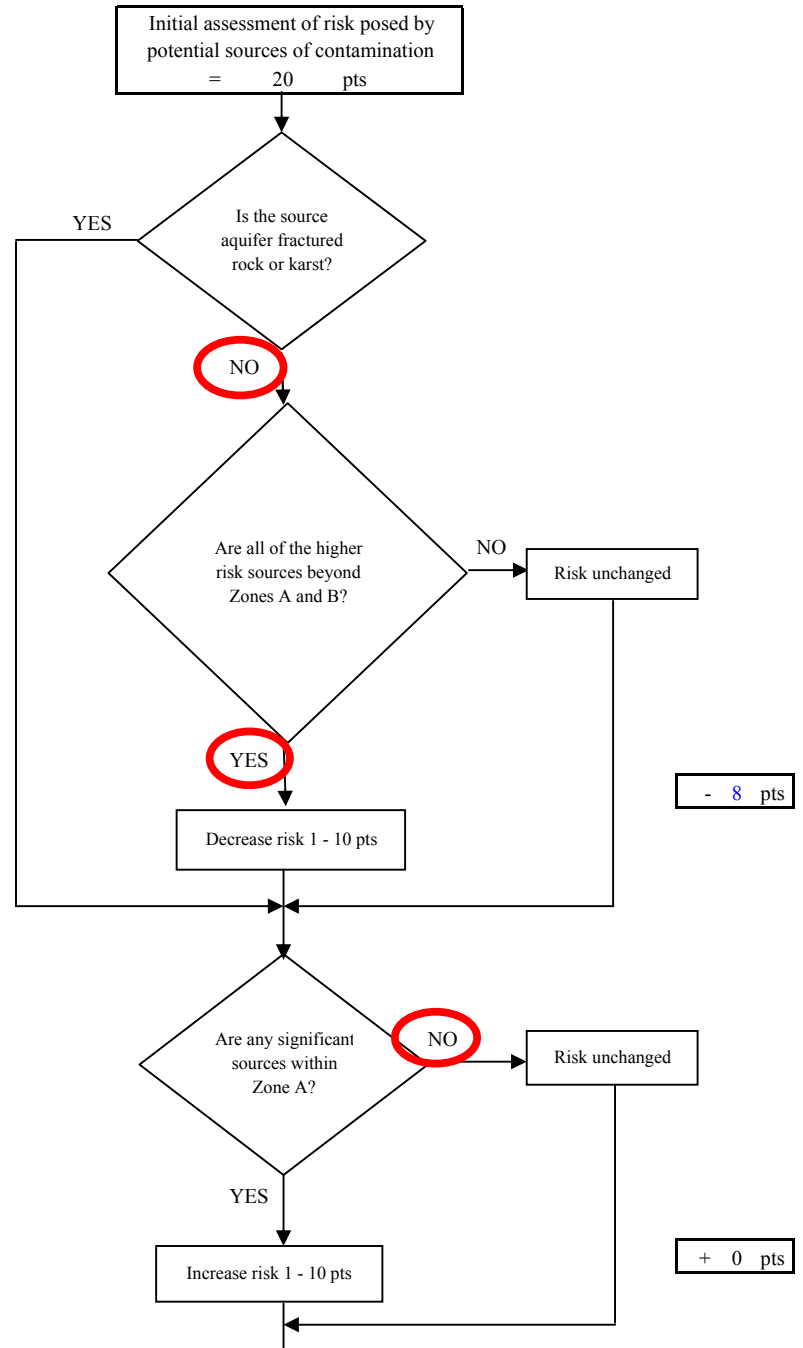 Initial assessment of risk posed by
potential sources of contamination
= 20 pts
YES
Is the source
aquifer fractured
rock or karst?
NO
Are all of the higher
risk sources beyond
Zones A and B?
NO
Risk unchanged
YES
- 8 pts
Decrease risk 1 - 10 pts
Are any significant
sources within
Zone A?
NO
Risk unchanged
YES
+ 0 pts
Increase risk 1 - 10 pts